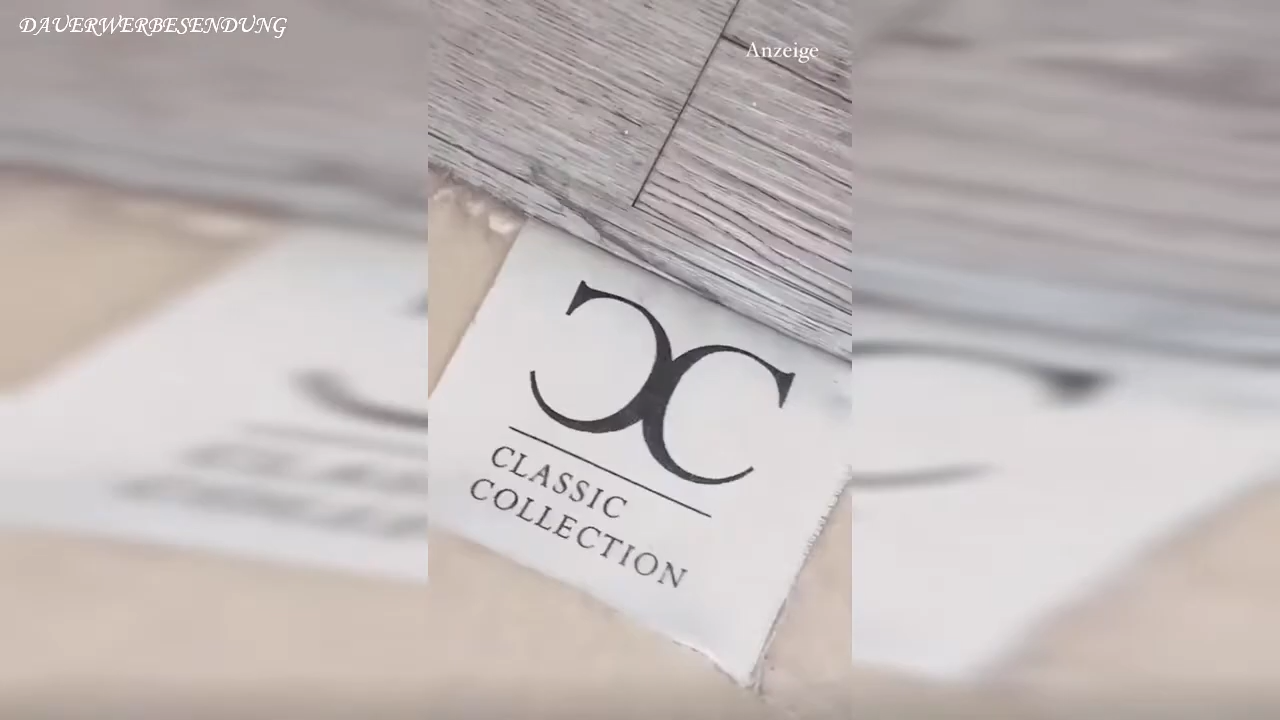 DAUERWERBESENDUNG
Anzeige
CC
CLASSIC
COLLECTION